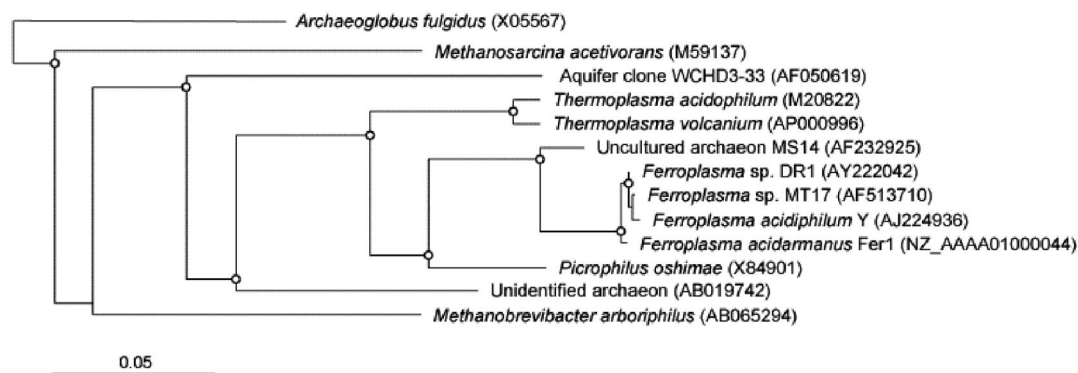 Archaeoglobus fulgidus (X05567)
Methanosarcina acetivorans (M59137)
Aquifer clone WCHD3-33 (AF050619)
Thermoplasma acidophilum (M20822)
Thermoplasma volcanium (AP000996)
Uncultured archaeon MS14 (AF232925)
Ferroplasma sp. DR1 (AY222042)
Ferroplasma sp. MT17 (AF513710)
Ferroplasma acidiphilum Y (AJ224936)
Ferroplasma acidarmanus Fer1 (NZ_AAAA01000044)
Picrophilus oshimae (X84901)
Unidentified archaeon (AB019742)
Methanobrevibacter arboriphilus (AB065294)
0.05